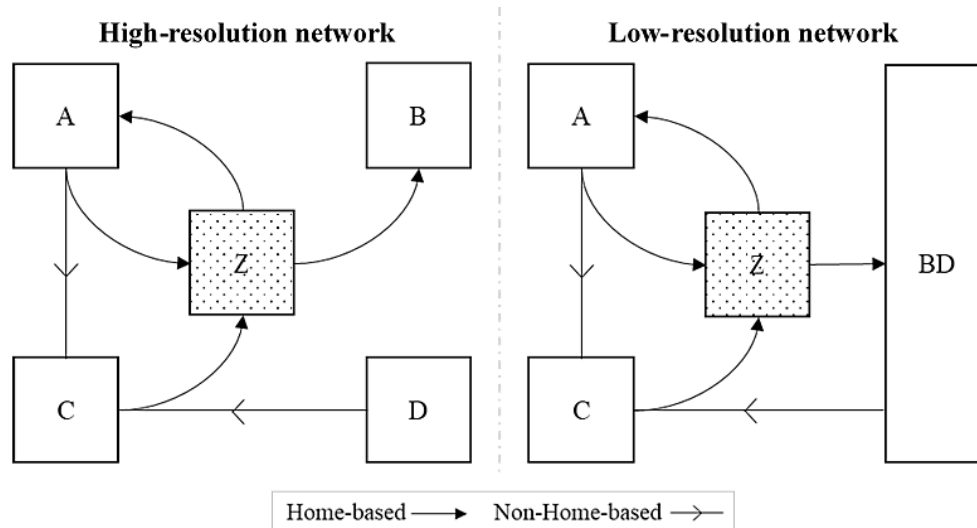 High-resolution network
Low-resolution network
A
B
Z
C
D
A
Z
BD
C
Home-based
Non-Home-based